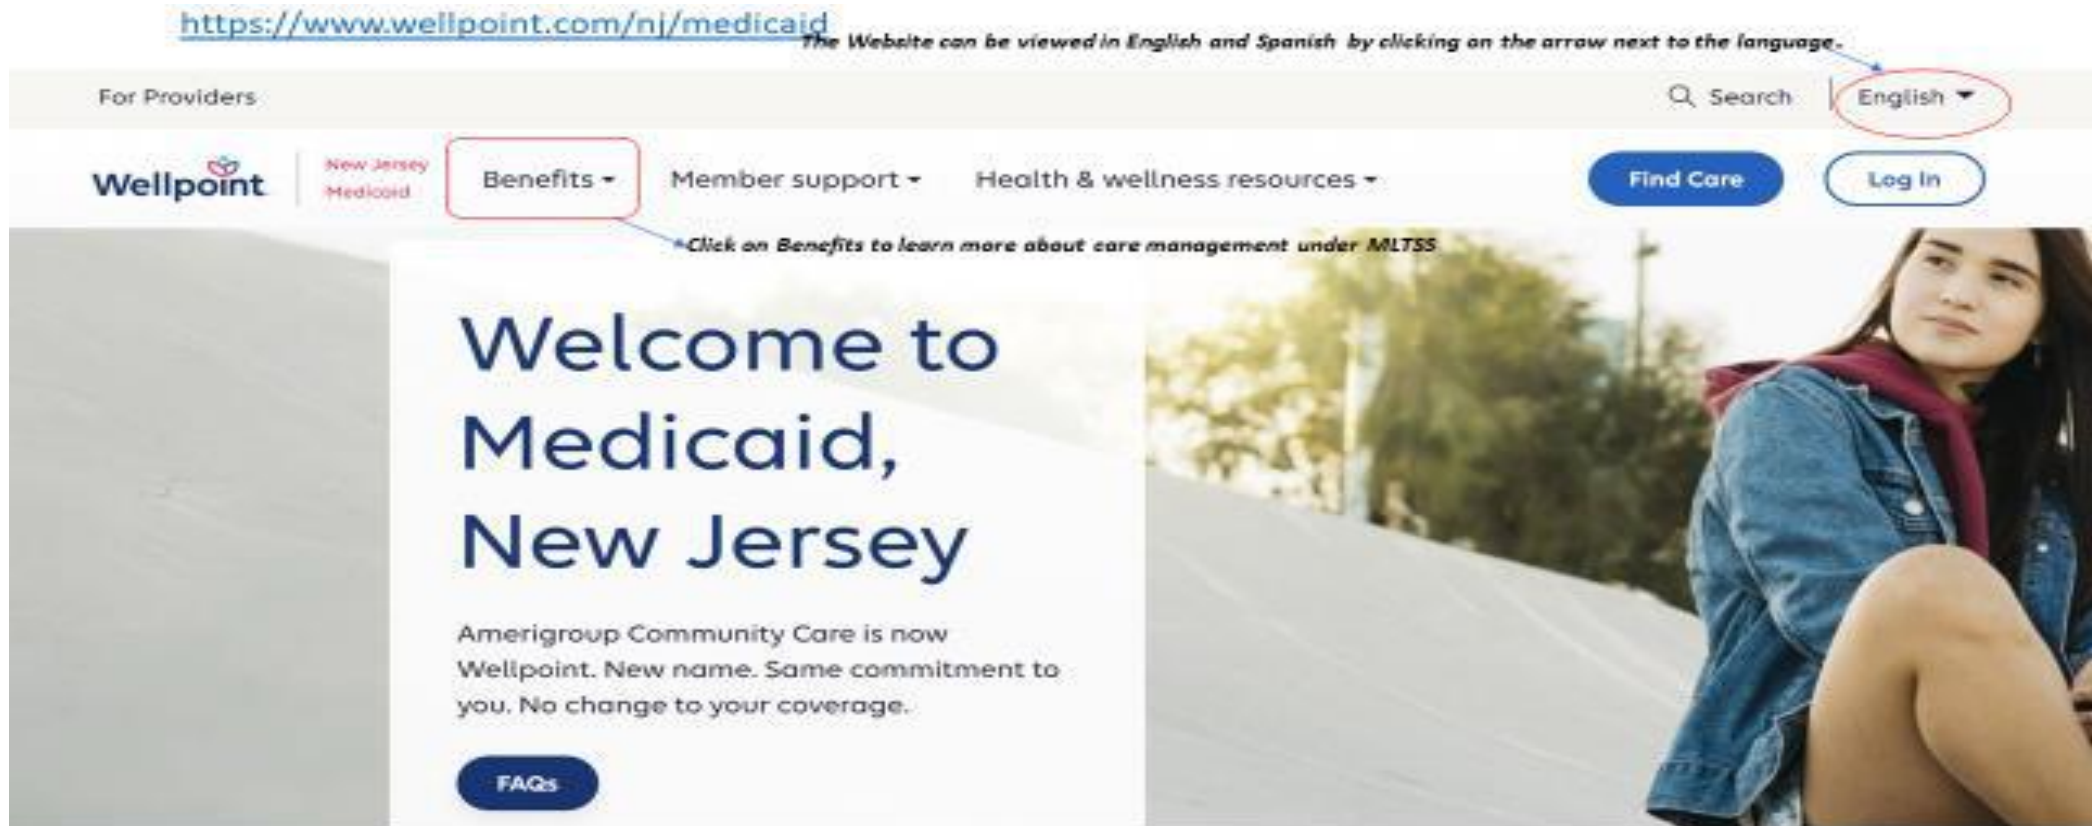 https://www.wellpoint.com/nj/medicaid
The Website can be viewed in English and Spanish by clicking on the arrow next to the language.
For Providers
Search
English
Wellpoint
New Jersey
Medicaid
Benefits
Member support
Health & wellness resources
Find Care
Log In
Click on Benefits to learn more about care management under MLTSS
Welcome to
Medicaid,
New Jersey
Amerigroup Community Care is now
Wellpoint. New name. Same commitment to
you. No change to your coverage.
FAQs